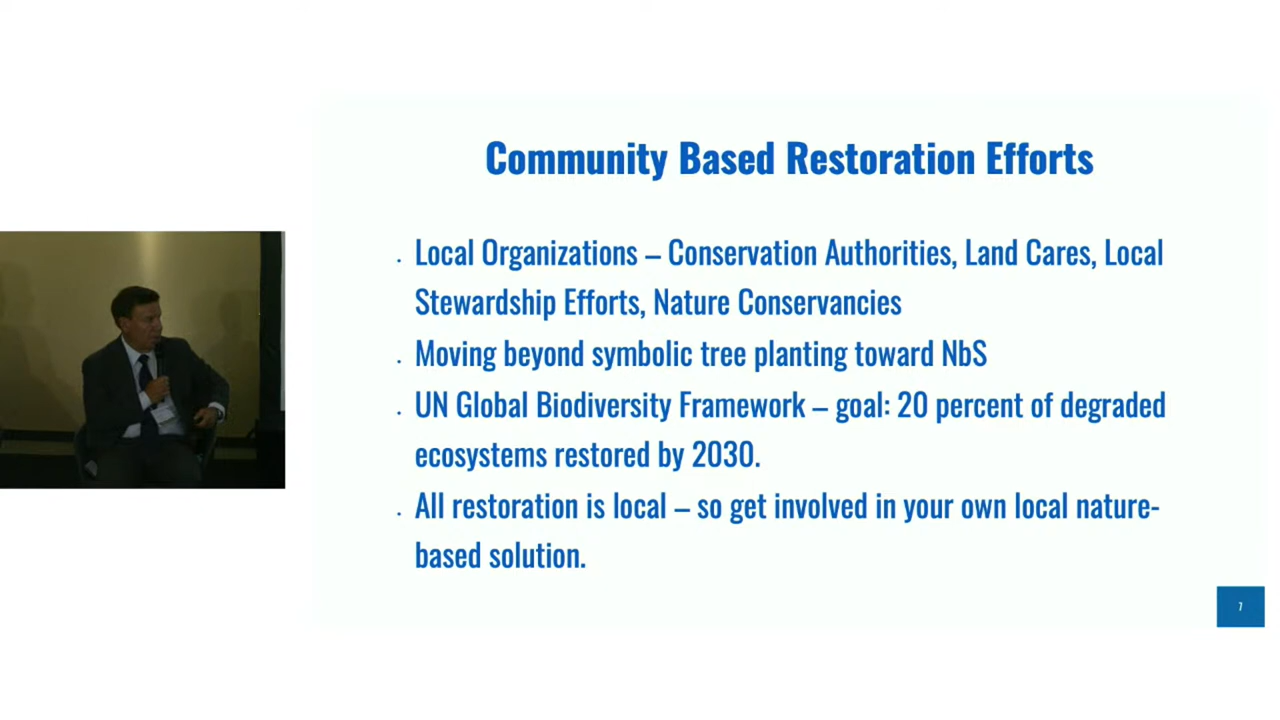 Community Based Restoration Efforts
. Local Organizations – Conservation Authorities, Land Cares, Local
Stewardship Efforts, Nature Conservancies
. Moving beyond symbolic tree planting toward NbS
. UN Global Biodiversity Framework – goal: 20 percent of degraded
ecosystems restored by 2030.
. All restoration is local – so get involved in your own local nature-
based solution.
7